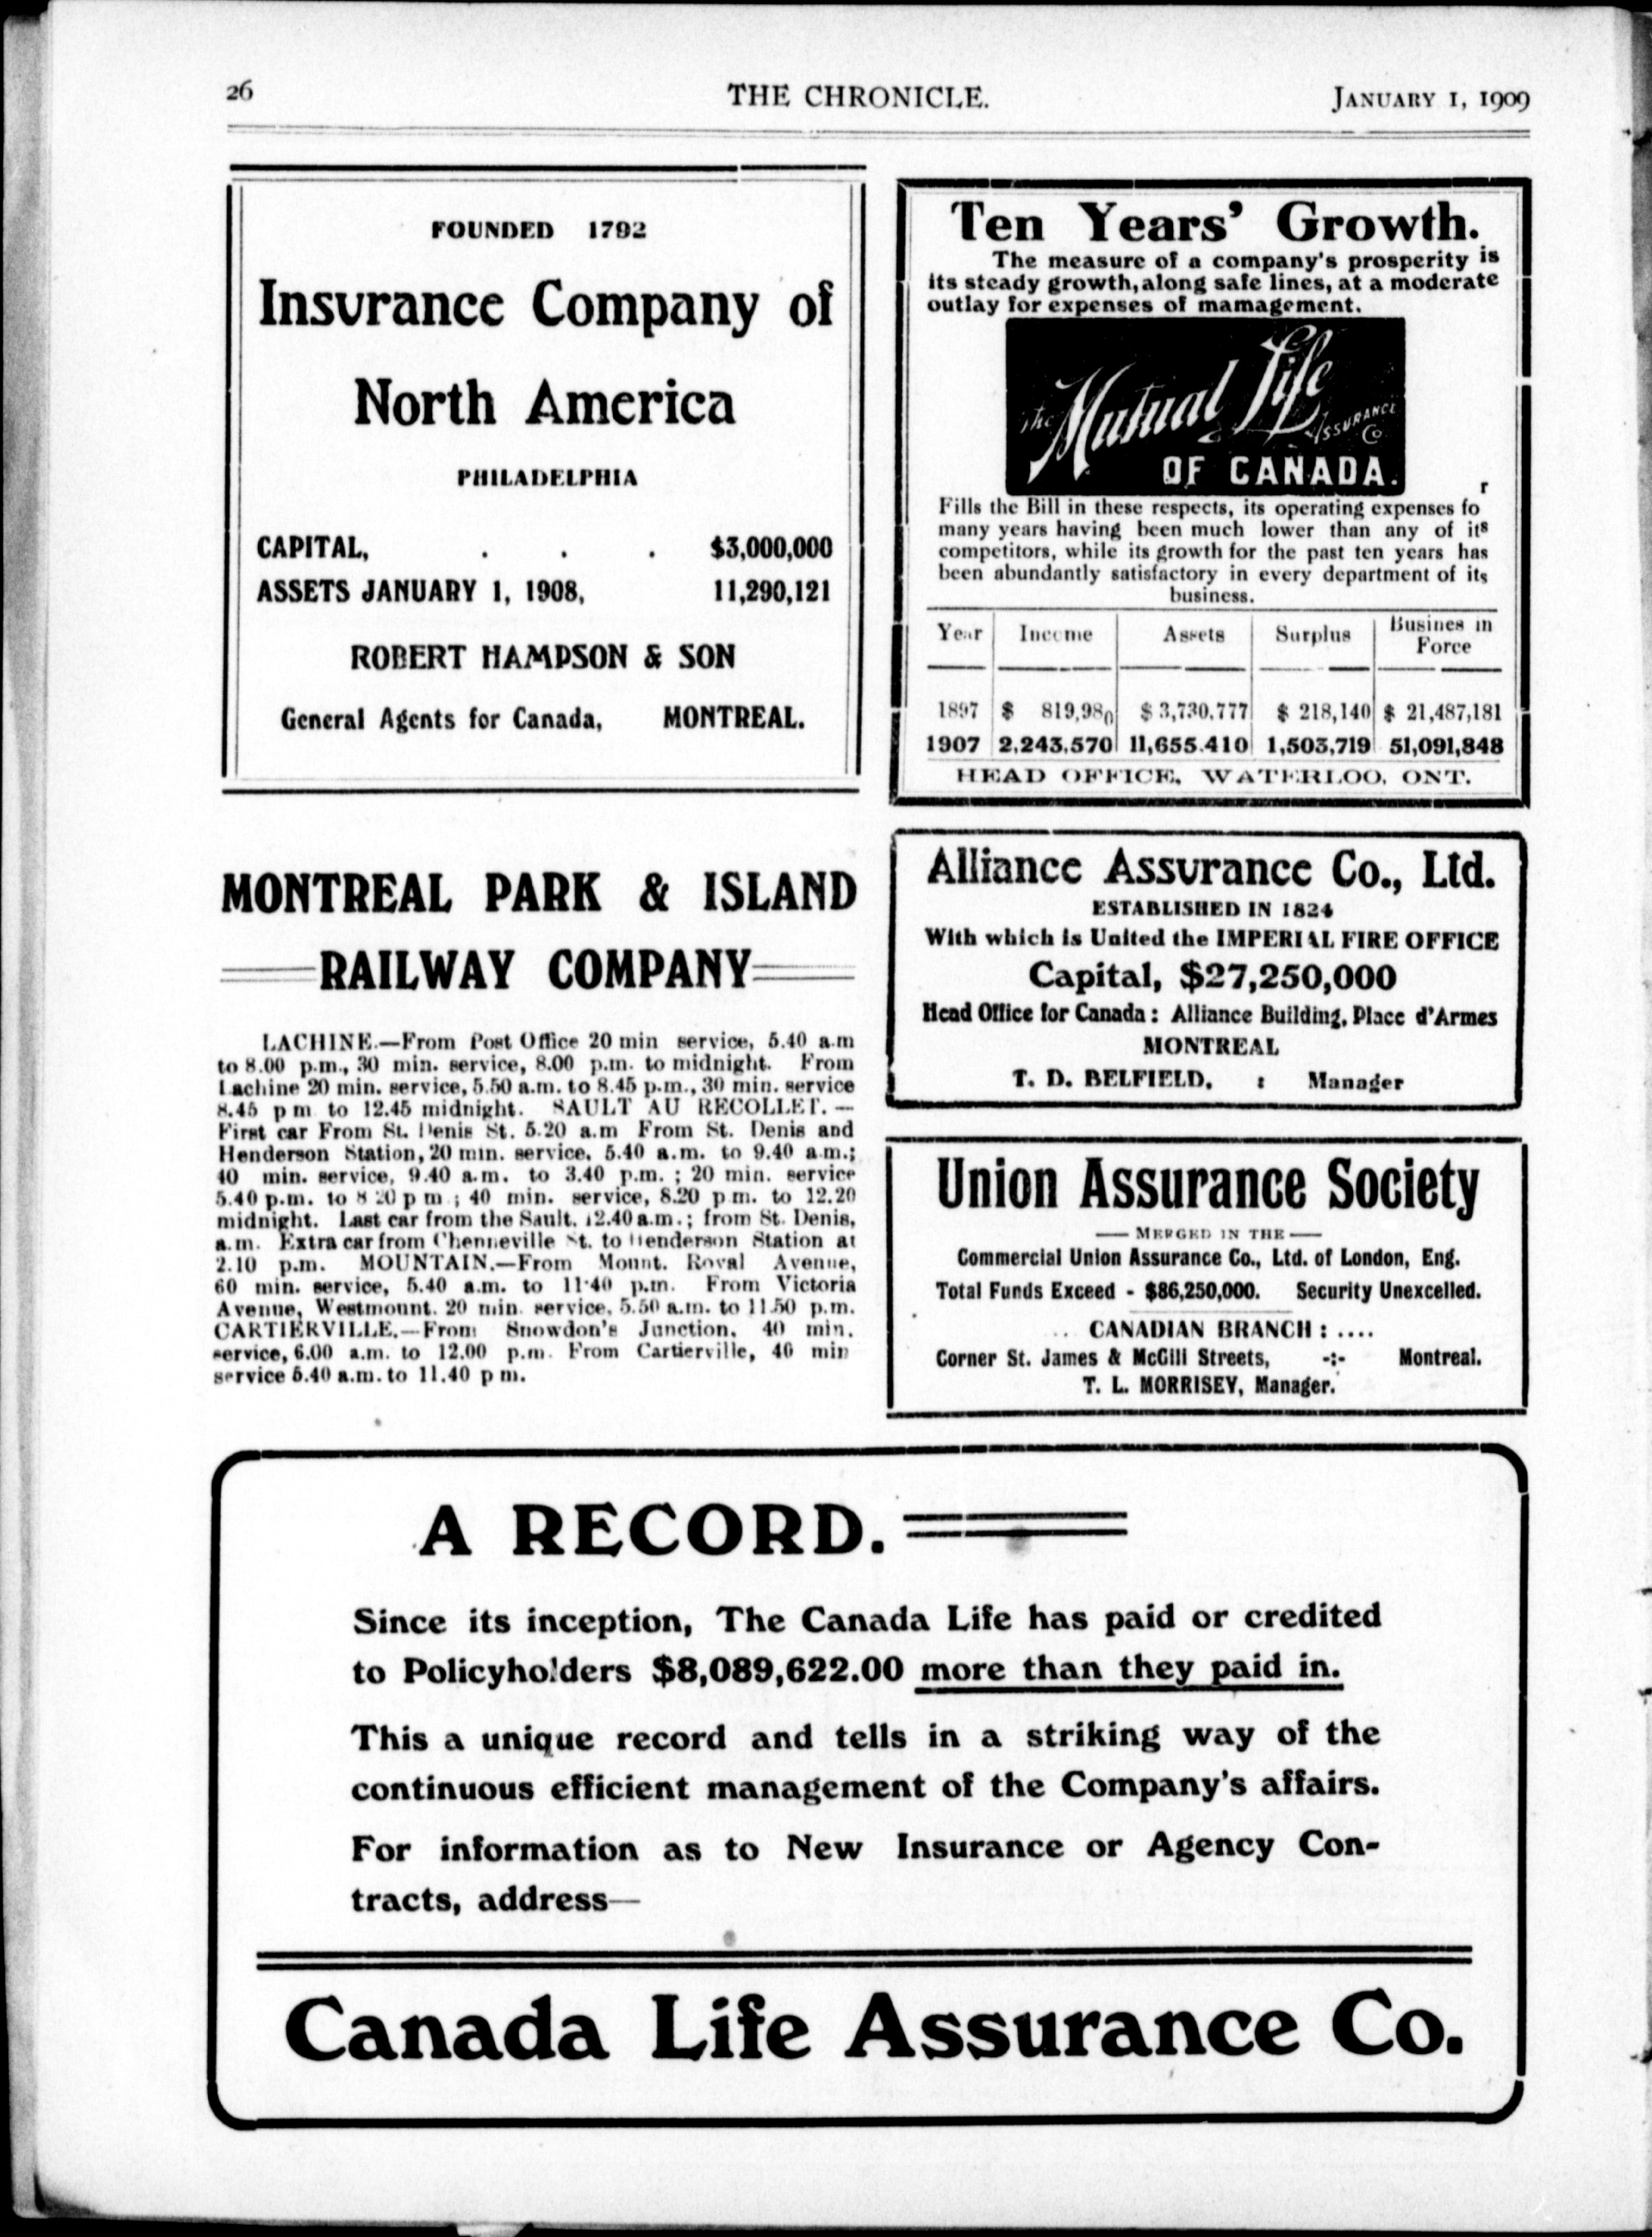 26
THE CHRONICLE.
JANUARY 1, 1909
FOUNDED 1792
Insurance Company of
North America
PHILADELPHIA
CAPITAL, . . . $3,000,000
ASSETS JANUARY 1, 1908, 11,290,121
ROBERT HAMPSON & SON
General Agents for Canada, MONTREAL.
Ten Years' Growth.
The measure of a company's prosperity is
its steady growth, along safe lines, at a moderate
outlay for expenses of mamagement.
The Mutual Life
ASSURANCE
Co
OF CANADA.
r
Fills the Bill in these respects, its operating expenses fo
many years having been much lower than any of its
competitors, while its growth for the past ten years has
been abundantly satisfactory in every department of its
business.
Year Income Assets Surplus Busines in
Force
1897 $ 819,980 $ 3,730,777 $ 218,140 $ 21,487,181
1907 2,243,570 11,655.410 1,503,719 51,091,848
HEAD OFFICE, WATERLOO, ONT.
MONTREAL PARK & ISLAND
RAILWAY COMPANY
LACHINE.—From Post Office 20 min service, 5.40 a.m
to 8.00 p.m., 30 min. service, 8.00 p.m. to midnight. From
Lachine 20 min. service, 5.50 a.m. to 8.45 p.m., 30 min. service
8.45 p m to 12.45 midnight. SAULT AU RECOLLET.—
First car From St. Denis St. 5.20 a.m From St. Denis and
Henderson Station, 20 min. service, 5.40 a.m. to 9.40 a.m.;
40 min. service, 9.40 a.m. to 3.40 p.m. ; 20 min. service
5.40 p.m. to 8 20 p m ; 40 min. service, 8.20 p.m. to 12.20
midnight. Last car from the Sault, 12.40 a.m.; from St. Denis,
a.m. Extra car from Chenneville St. to Henderson Station at
2.10 p.m. MOUNTAIN.—From Mount. Royal Avenue,
60 min. service, 5.40 a.m. to 11·40 p.m. From Victoria
Avenue, Westmount, 20 min. service, 5.50 a.m. to 11.50 p.m.
CARTIERVILLE.—From Snowdon's Junction, 40 min.
service, 6.00 a.m. to 12.00 p.m. From Cartierville, 40 min
service 5.40 a.m. to 11.40 p m.
Alliance Assurance Co., Ltd.
ESTABLISHED IN 1824
With which is United the IMPERIAL FIRE OFFICE
Capital, $27,250,000
Head Office for Canada : Alliance Building, Place d'Armes
MONTREAL
T. D. BELFIELD, : Manager
Union Assurance Society
— MERGED IN THE —
Commercial Union Assurance Co., Ltd. of London, Eng.
Total Funds Exceed - $86,250,000. Security Unexcelled.
CANADIAN BRANCH : ....
Corner St. James & McGill Streets, -:- Montreal.
T. L. MORRISEY, Manager.
A RECORD.
Since its inception, The Canada Life has paid or credited
to Policyholders $8,089,622.00 more than they paid in.
This a unique record and tells in a striking way of the
continuous efficient management of the Company's affairs.
For information as to New Insurance or Agency Con-
tracts, address—
Canada Life Assurance Co.